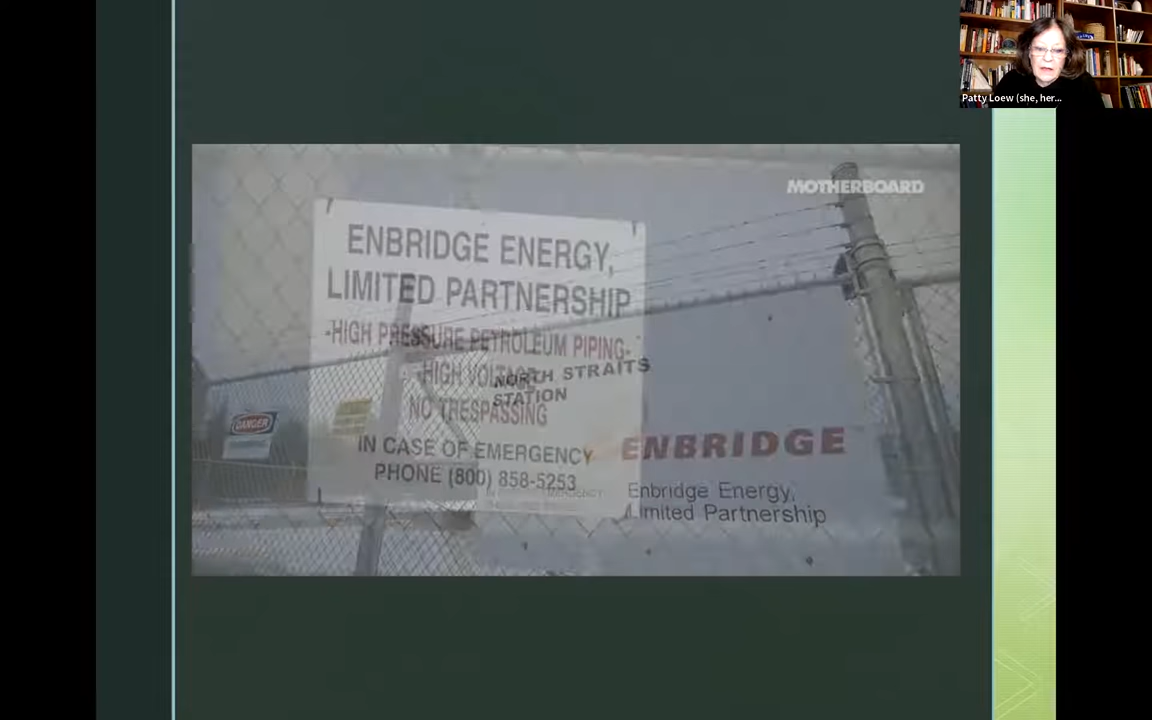 Patty Loew (she, her...
MOTHERBOARD
ENBRIDGE ENERGY,
LIMITED PARTNERSHIP
-HIGH PRESSURE PETROLEUM PIPING-
-HIGH VOLTAGE-
NO TRESPASSING
IN CASE OF EMERGENCY
PHONE (800) 858-5253
NORTH STRAITS
STATION
DANGER
ENBRIDGE
Enbridge Energy,
Limited Partnership